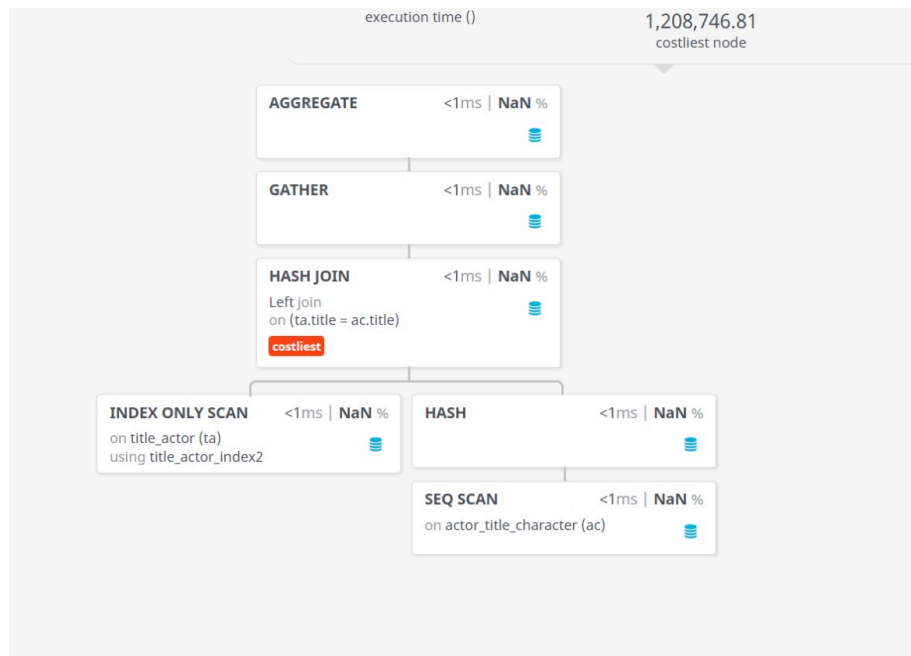 execution time ()
1,208,746.81
costliest node
AGGREGATE <1ms | NaN %
GATHER <1ms | NaN %
HASH JOIN <1ms | NaN %
Left join
on (ta.title = ac.title)
costliest
INDEX ONLY SCAN <1ms | NaN %
on title_actor (ta)
using title_actor_index2
HASH <1ms | NaN %
SEQ SCAN <1ms | NaN %
on actor_title_character (ac)